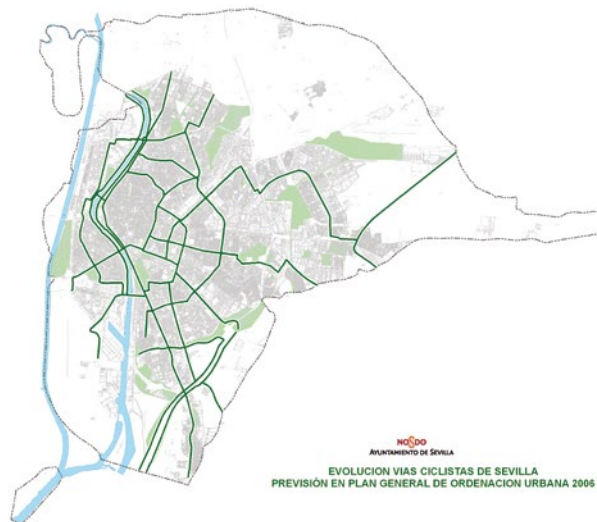 NO8DO
AYUNTAMIENTO DE SEVILLA
EVOLUCION VIAS CICLISTAS DE SEVILLA
PREVISIÓN EN PLAN GENERAL DE ORDENACION URBANA 2006